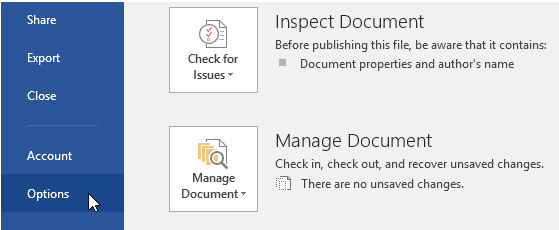 Share
Export
Close
Account
Options
Check for
Issues
Inspect Document
Before publishing this file, be aware that it contains:
Document properties and author's name
Manage
Document
Manage Document
Check in, check out, and recover unsaved changes.
There are no unsaved changes.